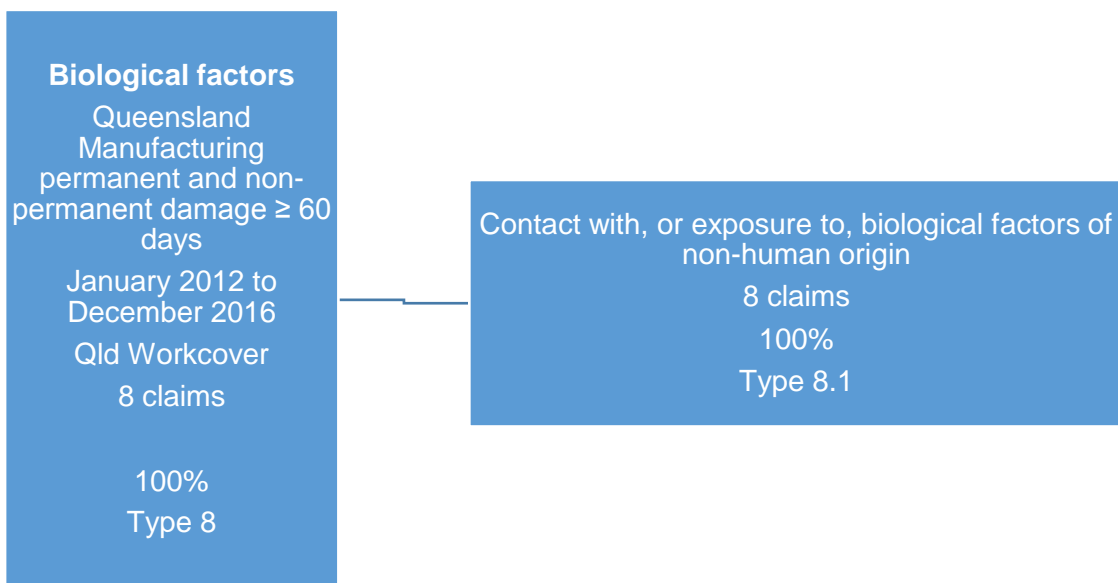 Biological factors
Queensland
Manufacturing
permanent and non-
permanent damage ≥ 60
days
January 2012 to
December 2016
Qld Workcover
8 claims
100%
Type 8
Contact with, or exposure to, biological factors of
non-human origin
8 claims
100%
Type 8.1